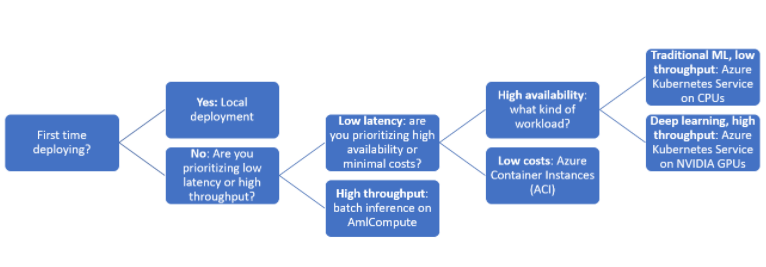 First time
deploying?
Yes: Local
deployment
No: Are you
prioritizing low
latency or high
throughput?
Low latency: are
you prioritizing high
availability or
minimal costs?
High throughput:
batch inference on
AmlCompute
High availability:
what kind of
workload?
Low costs: Azure
Container Instances
(ACI)
Traditional ML, low
throughput: Azure
Kubernetes Service
on CPUs
Deep learning, high
throughput: Azure
Kubernetes Service
on NVIDIA GPUs